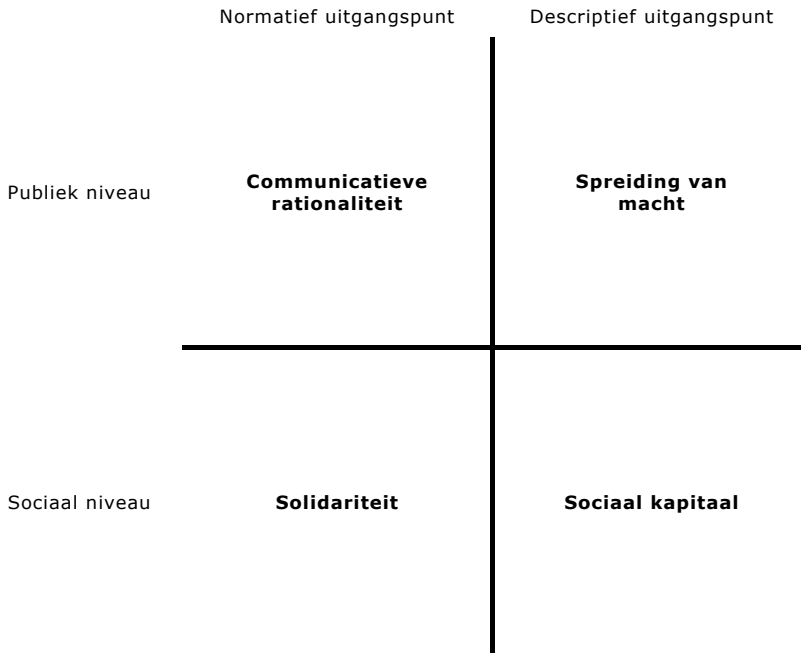 Normatief uitgangspunt
Descriptief uitgangspunt
Publiek niveau
Communicatieve
rationaliteit
Spreiding van
macht
Sociaal niveau
Solidariteit
Sociaal kapitaal